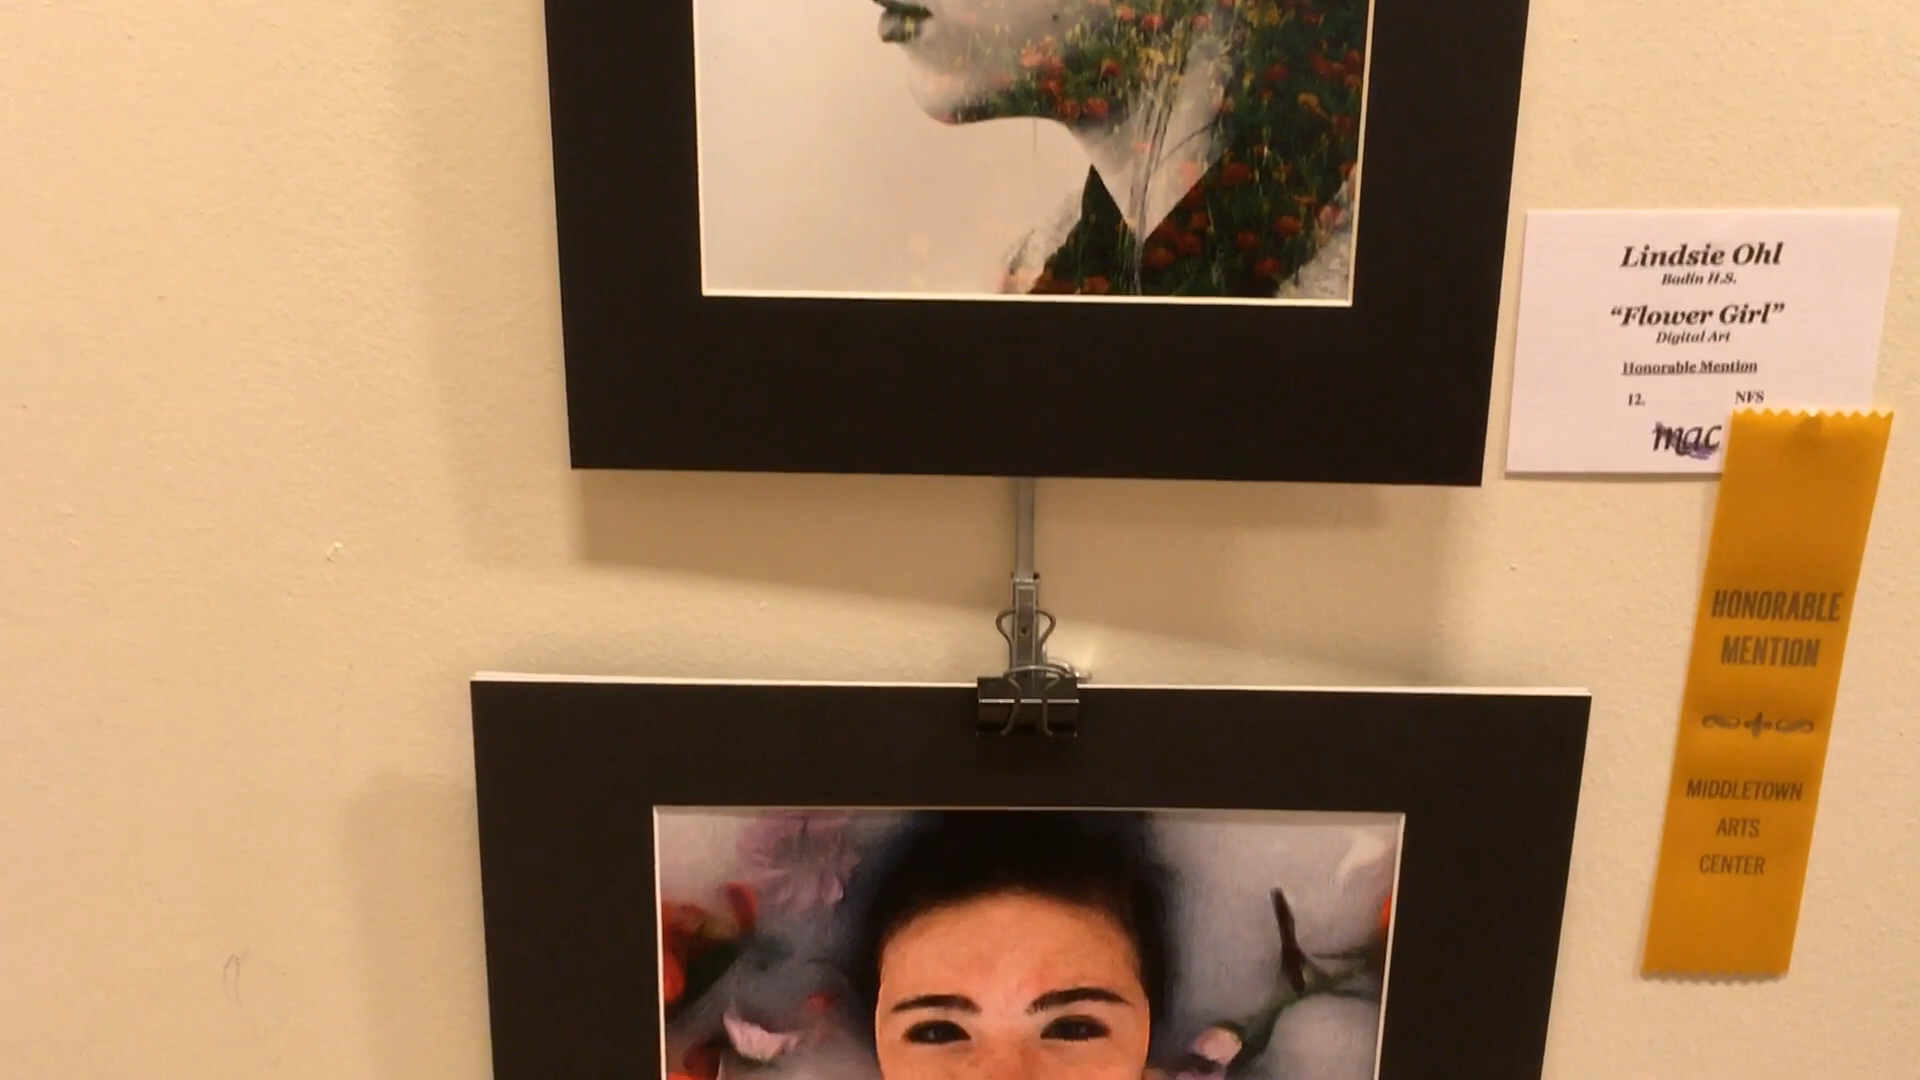 Lindsie Ohl
Badin H.S.
“Flower Girl”
Digital Art
Honorable Mention
12. NFS
mac
HONORABLE
MENTION
MIDDLETOWN
ARTS
CENTER